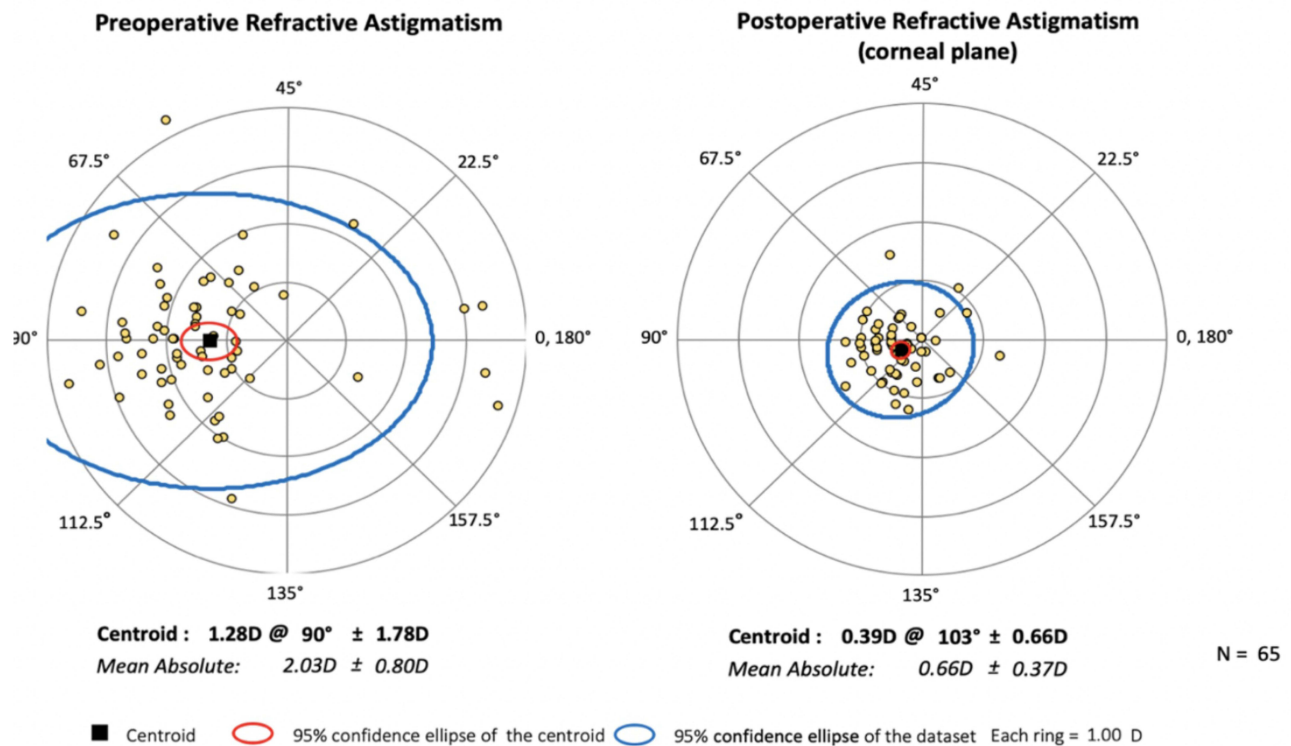 Preoperative Refractive Astigmatism
45°
67.5°
22.5°
90°
0, 180°
112.5°
157.5°
135°
Centroid : 1.28D @ 90° ± 1.78D
Mean Absolute: 2.03D ± 0.80D
Postoperative Refractive Astigmatism
(corneal plane)
45°
67.5°
22.5°
90°
0, 180°
112.5°
157.5°
135°
Centroid : 0.39D @ 103° ± 0.66D
Mean Absolute: 0.66D ± 0.37D
N = 65
Centroid 95% confidence ellipse of the centroid 95% confidence ellipse of the dataset Each ring = 1.00 D